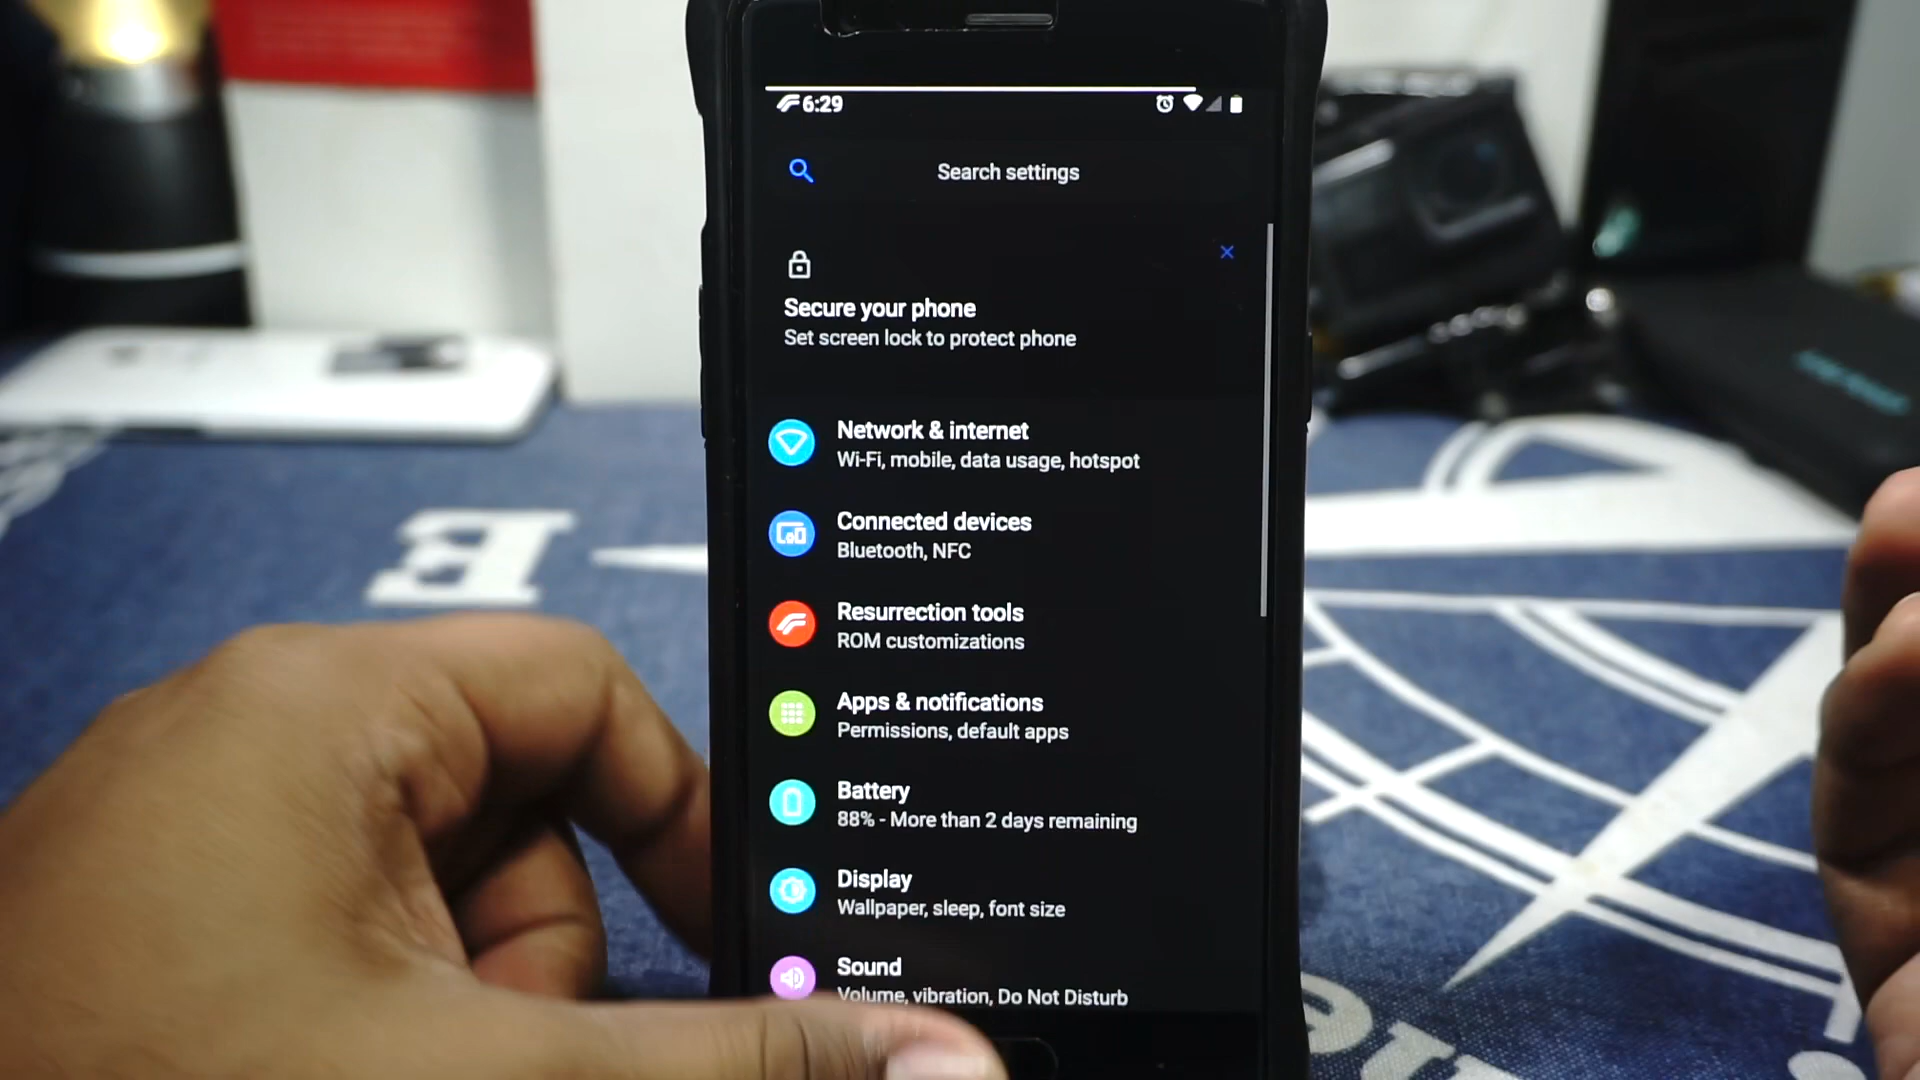 6:29
Search settings
Secure your phone
Set screen lock to protect phone
Network & internet
Wi-Fi, mobile, data usage, hotspot
Connected devices
Bluetooth, NFC
Resurrection tools
ROM customizations
Apps & notifications
Permissions, default apps
Battery
88% - More than 2 days remaining
Display
Wallpaper, sleep, font size
Sound
Volume, vibration, Do Not Disturb
E